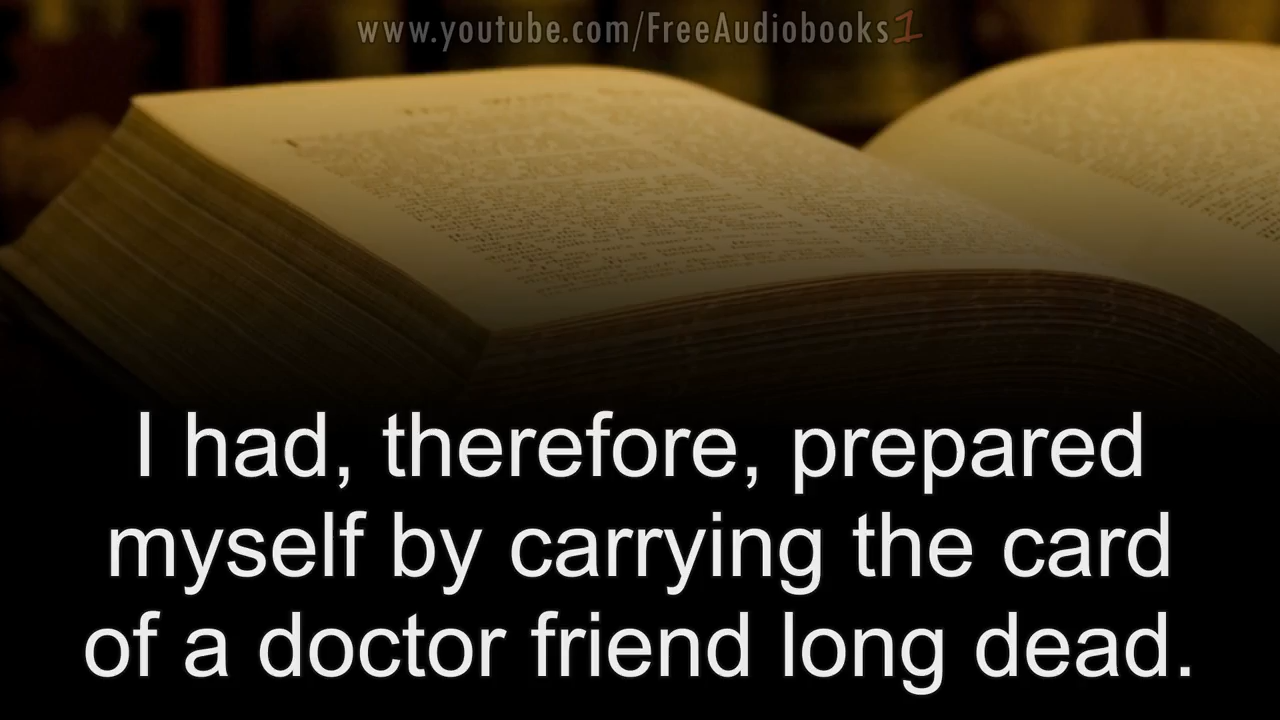 www.youtube.com/FreeAudiobooks1
I had, therefore, prepared
myself by carrying the card
of a doctor friend long dead.